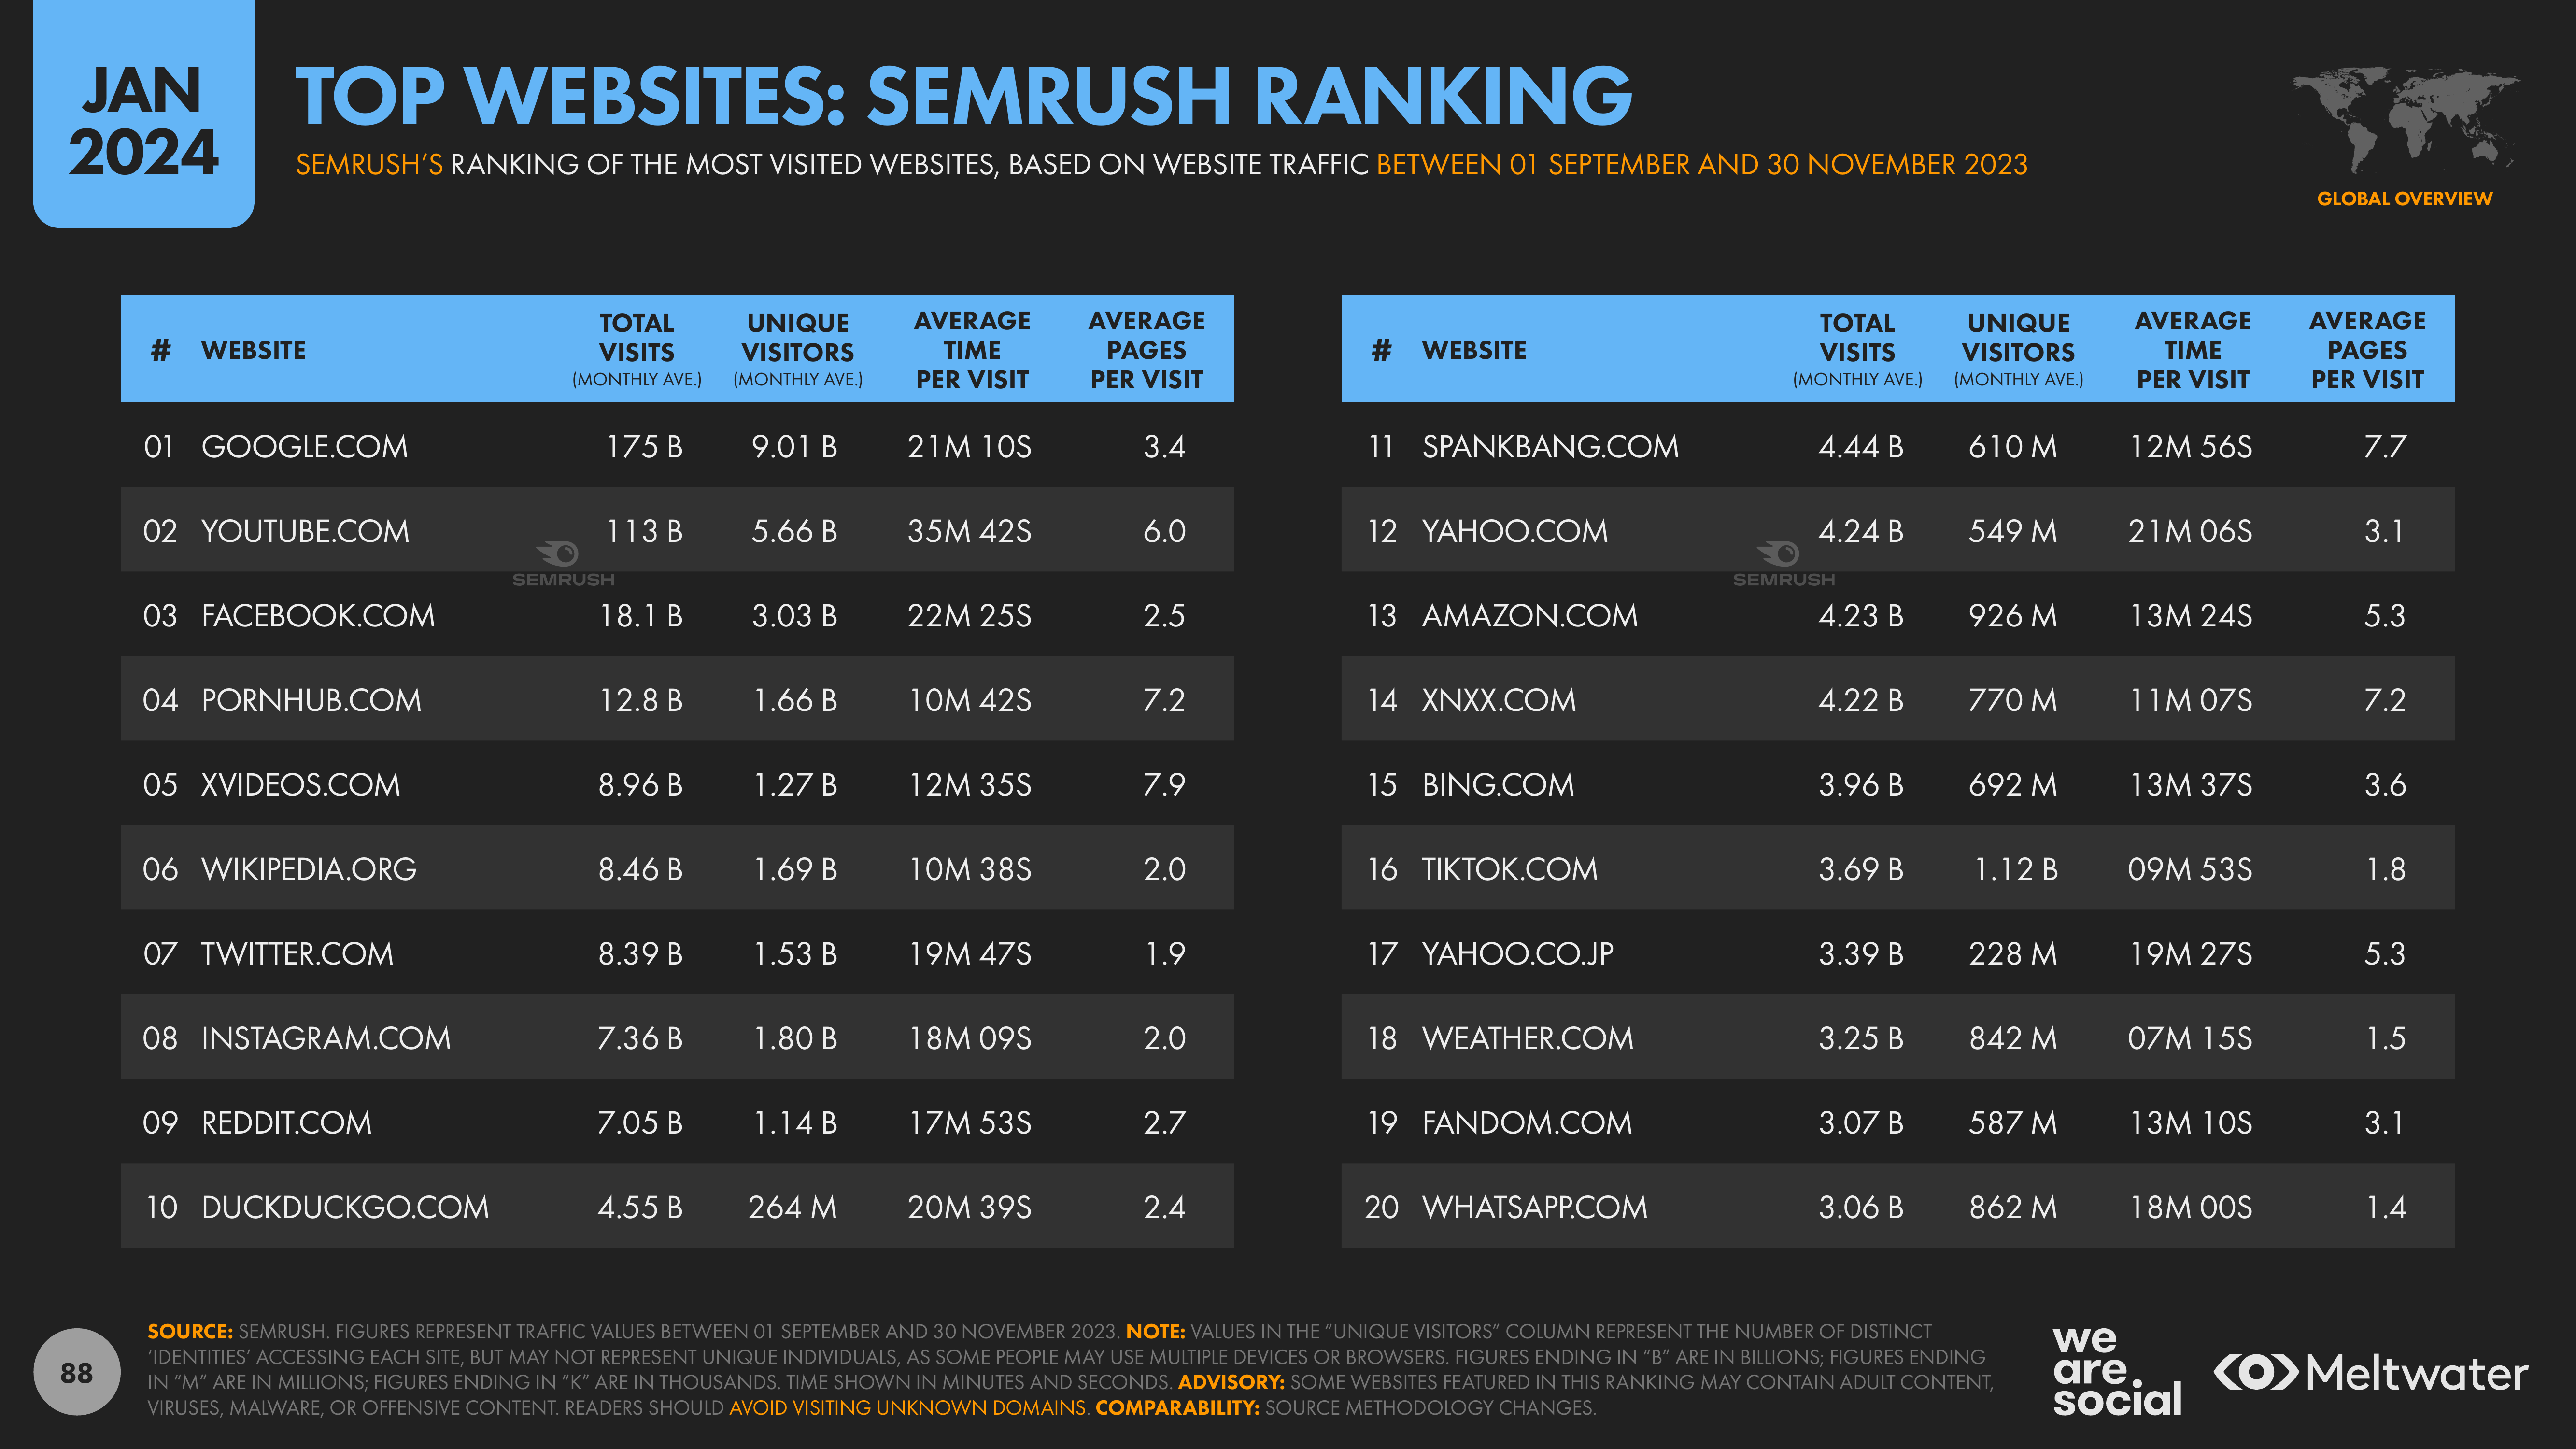 JAN
2024
TOP WEBSITES: SEMRUSH RANKING
SEMRUSH'S RANKING OF THE MOST VISITED WEBSITES, BASED ON WEBSITE TRAFFIC BETWEEN 01 SEPTEMBER AND 30 NOVEMBER 2023
GLOBAL OVERVIEW
# WEBSITE TOTAL VISITS (MONTHLY AVE.) UNIQUE VISITORS (MONTHLY AVE.) AVERAGE TIME PER VISIT AVERAGE PAGES PER VISIT
01 GOOGLE.COM 175 B 9.01 B 21M 10S 3.4
02 YOUTUBE.COM 113 B 5.66 B 35M 42S 6.0
SEMRUSH
03 FACEBOOK.COM 18.1 B 3.03 B 22M 25S 2.5
04 PORNHUB.COM 12.8 B 1.66 B 10M 42S 7.2
05 XVIDEOS.COM 8.96 B 1.27 B 12M 35S 7.9
06 WIKIPEDIA.ORG 8.46 B 1.69 B 10M 38S 2.0
07 TWITTER.COM 8.39 B 1.53 B 19M 47S 1.9
08 INSTAGRAM.COM 7.36 B 1.80 B 18M 09S 2.0
09 REDDIT.COM 7.05 B 1.14 B 17M 53S 2.7
10 DUCKDUCKGO.COM 4.55 B 264 M 20M 39S 2.4
# WEBSITE TOTAL VISITS (MONTHLY AVE.) UNIQUE VISITORS (MONTHLY AVE.) AVERAGE TIME PER VISIT AVERAGE PAGES PER VISIT
11 SPANKBANG.COM 4.44 B 610 M 12M 56S 7.7
12 YAHOO.COM 4.24 B 549 M 21M 06S 3.1
SEMRUSH
13 AMAZON.COM 4.23 B 926 M 13M 24S 5.3
14 XNXX.COM 4.22 B 770 M 11M 07S 7.2
15 BING.COM 3.96 B 692 M 13M 37S 3.6
16 TIKTOK.COM 3.69 B 1.12 B 09M 53S 1.8
17 YAHOO.CO.JP 3.39 B 228 M 19M 27S 5.3
18 WEATHER.COM 3.25 B 842 M 07M 15S 1.5
19 FANDOM.COM 3.07 B 587 M 13M 10S 3.1
20 WHATSAPP.COM 3.06 B 862 M 18M 00S 1.4
88
SOURCE: SEMRUSH. FIGURES REPRESENT TRAFFIC VALUES BETWEEN 01 SEPTEMBER AND 30 NOVEMBER 2023. NOTE: VALUES IN THE "UNIQUE VISITORS" COLUMN REPRESENT THE NUMBER OF DISTINCT
'IDENTITIES' ACCESSING EACH SITE, BUT MAY NOT REPRESENT UNIQUE INDIVIDUALS, AS SOME PEOPLE MAY USE MULTIPLE DEVICES OR BROWSERS. FIGURES ENDING IN "B" ARE IN BILLIONS; FIGURES ENDING
IN "M" ARE IN MILLIONS; FIGURES ENDING IN "K" ARE IN THOUSANDS. TIME SHOWN IN MINUTES AND SECONDS. ADVISORY: SOME WEBSITES FEATURED IN THIS RANKING MAY CONTAIN ADULT CONTENT,
VIRUSES, MALWARE, OR OFFENSIVE CONTENT. READERS SHOULD AVOID VISITING UNKNOWN DOMAINS. COMPARABILITY: SOURCE METHODOLOGY CHANGES.
we
are
social
Meltwater